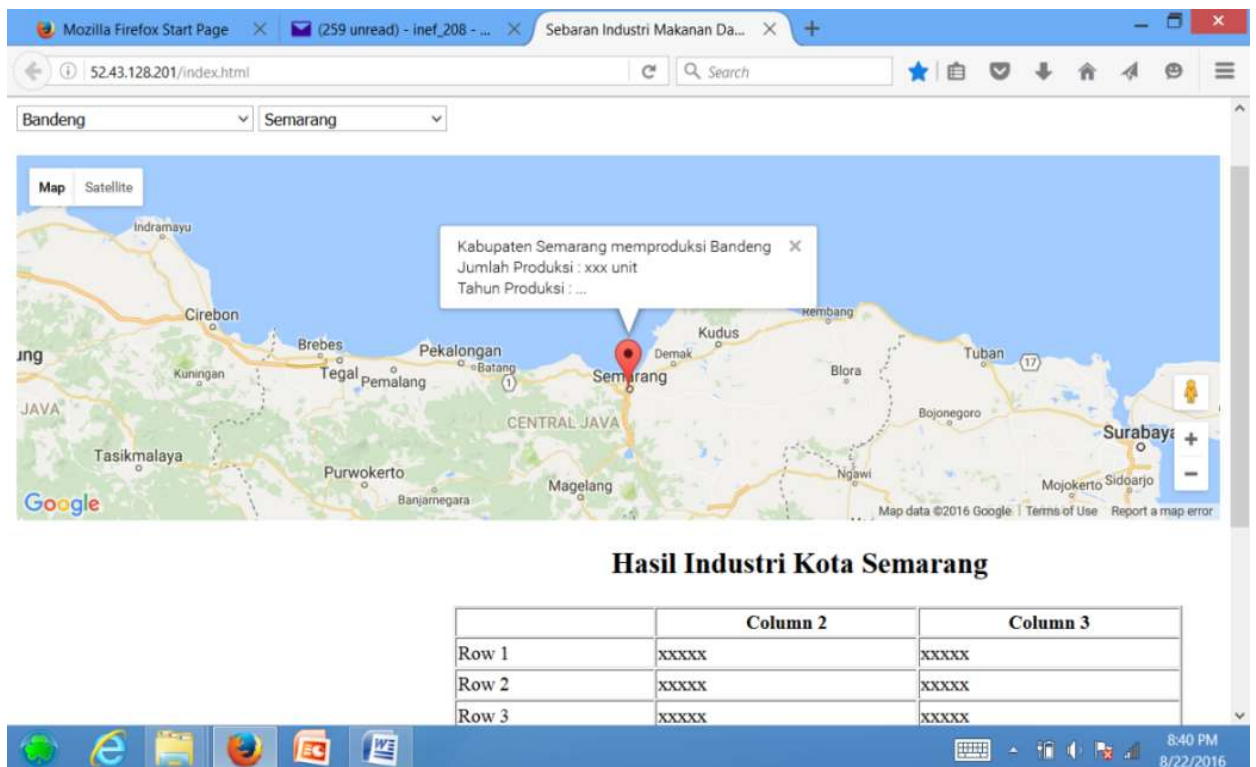 Mozilla Firefox Start Page
(259 unread) - inef_208 - ...
Sebaran Industri Makanan Da...
52.43.128.201/index.html
Search
Bandeng
Semarang
Map
Satellite
Indramayu
Kabupaten Semarang memproduksi Bandeng
Jumlah Produksi : xxx unit
Tahun Produksi : ...
Cirebon
Rembang
Kudus
Brebes
Pekalongan
Demak
Tuban
17
ung
Kuningan
Tegal
Pemalang
Batang
1
Semarang
Blora
JAVA
CENTRAL JAVA
Bojonegoro
Surabaya
Tasikmalaya
Purwokerto
Magelang
Ngawi
Mojokerto
Sidoarjo
Banjarnegara
Google
Map data ©2016 Google
Terms of Use
Report a map error
Hasil Industri Kota Semarang
Column 2 Column 3
Row 1 xxxxx xxxxx
Row 2 xxxxx xxxxx
Row 3 xxxxx xxxxx
8:40 PM
8/22/2016